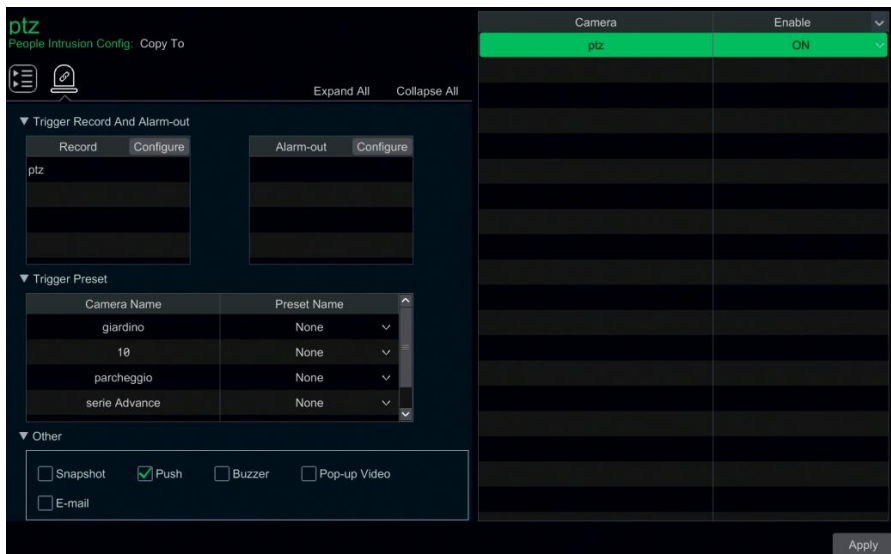 ptz
People Intrusion Config: Copy To
Expand All Collapse All
Trigger Record And Alarm-out
Record Configure
ptz
Alarm-out Configure
Trigger Preset
Camera Name Preset Name
giardino None
10 None
parcheggio None
serie Advance None
Other
Snapshot Push Buzzer Pop-up Video
E-mail
Camera Enable
ptz ON
Apply